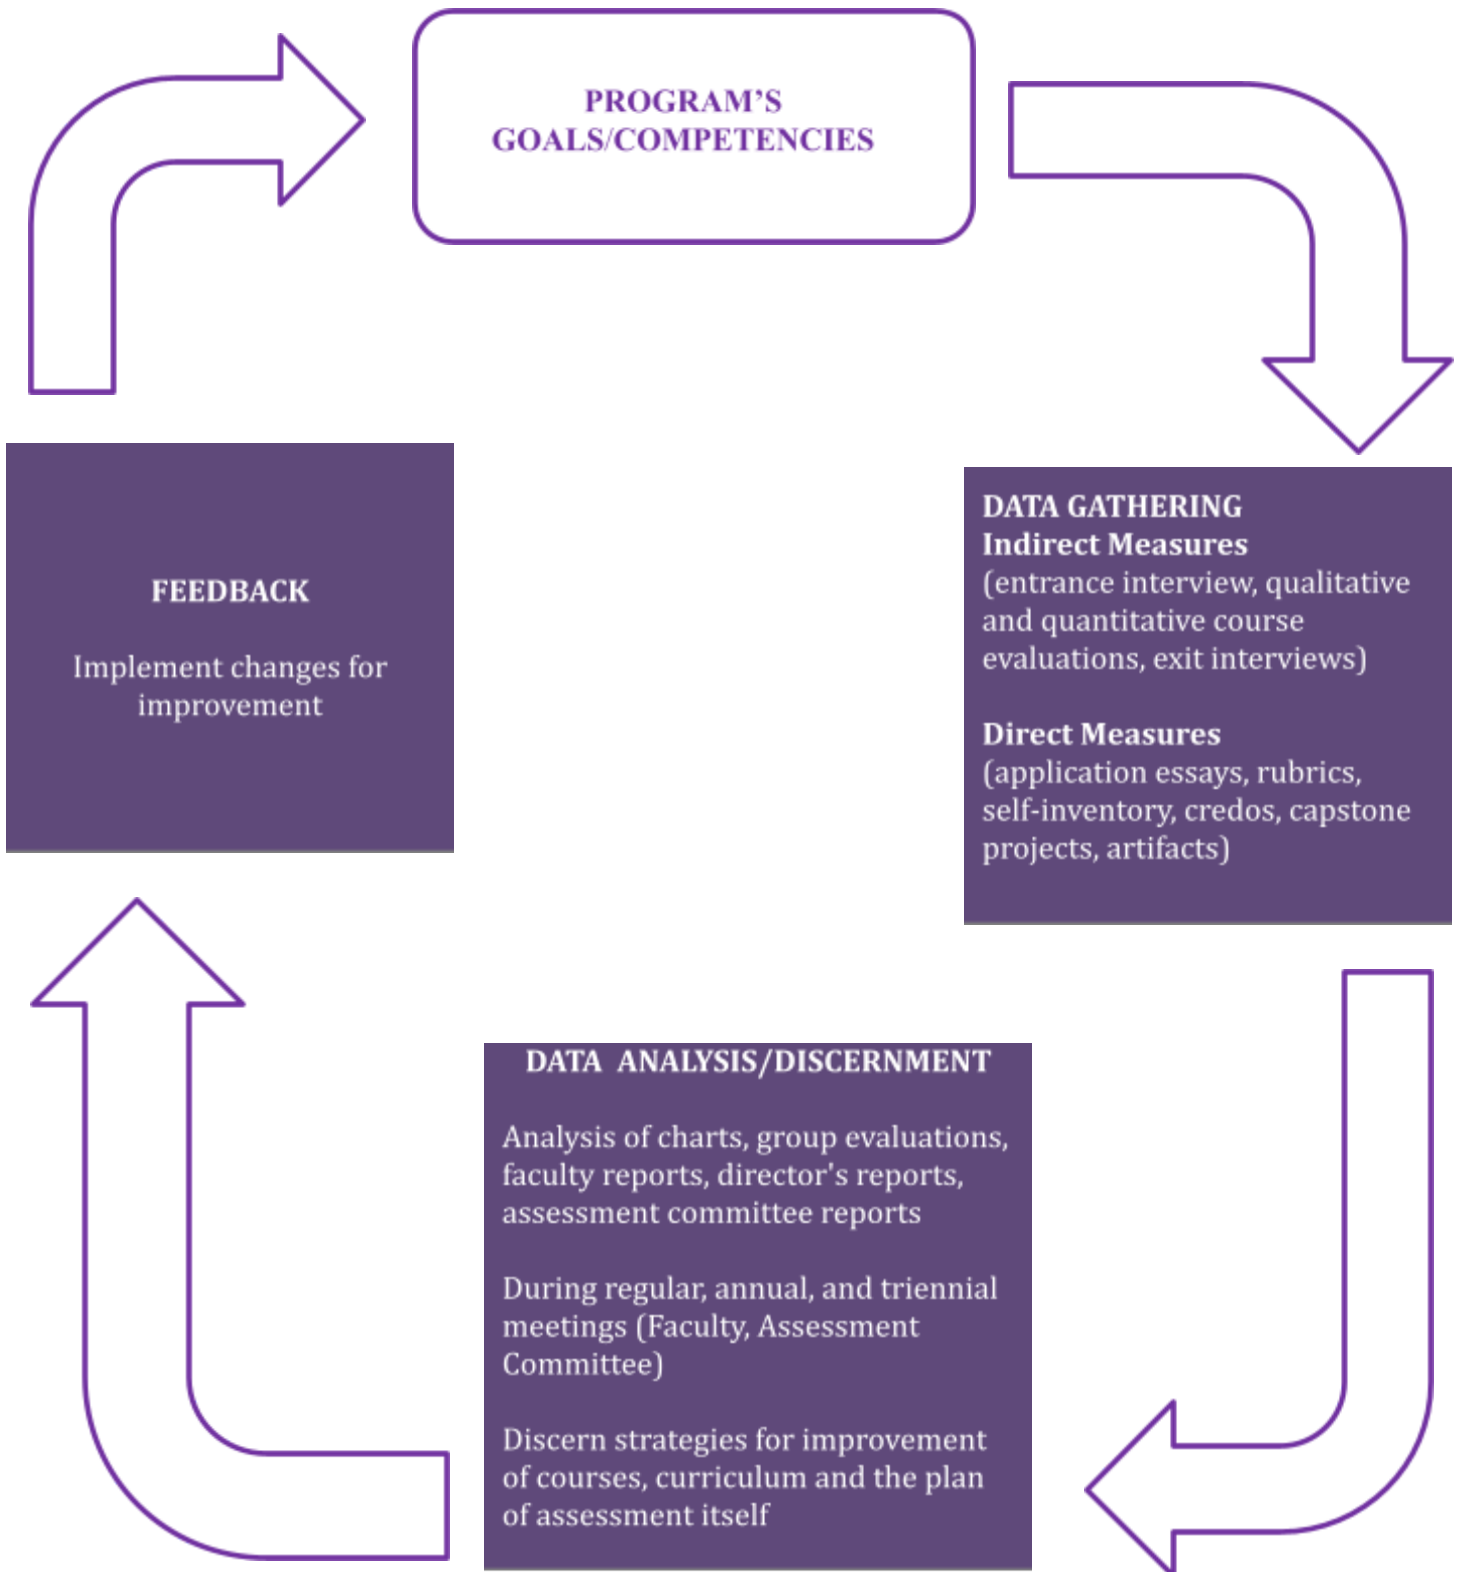 PROGRAM’S
GOALS/COMPETENCIES
DATA GATHERING
Indirect Measures
(entrance interview, qualitative
and quantitative course
evaluations, exit interviews)
Direct Measures
(application essays, rubrics,
self-inventory, credos, capstone
projects, artifacts)
DATA  ANALYSIS/DISCERNMENT
Analysis of charts, group evaluations,
faculty reports, director's reports,
assessment committee reports
During regular, annual, and triennial
meetings (Faculty, Assessment
Committee)
Discern strategies for improvement
of courses, curriculum and the plan
of assessment itself
FEEDBACK
Implement changes for
improvement